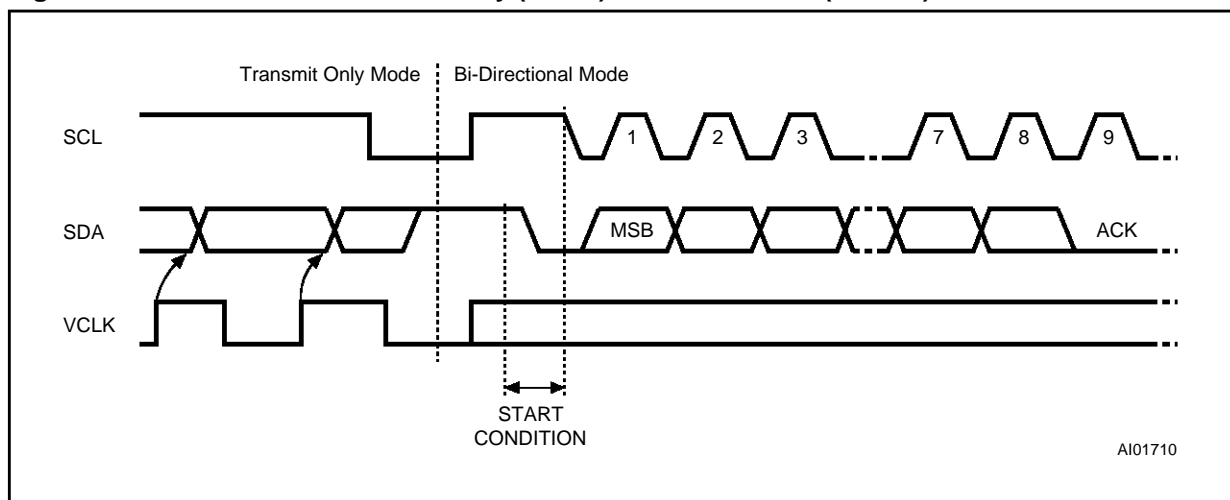 Transmit Only Mode Bi-Directional Mode
SCL
1 2 3 7 8 9
SDA
MSB
ACK
VCLK
START
CONDITION
AI01710